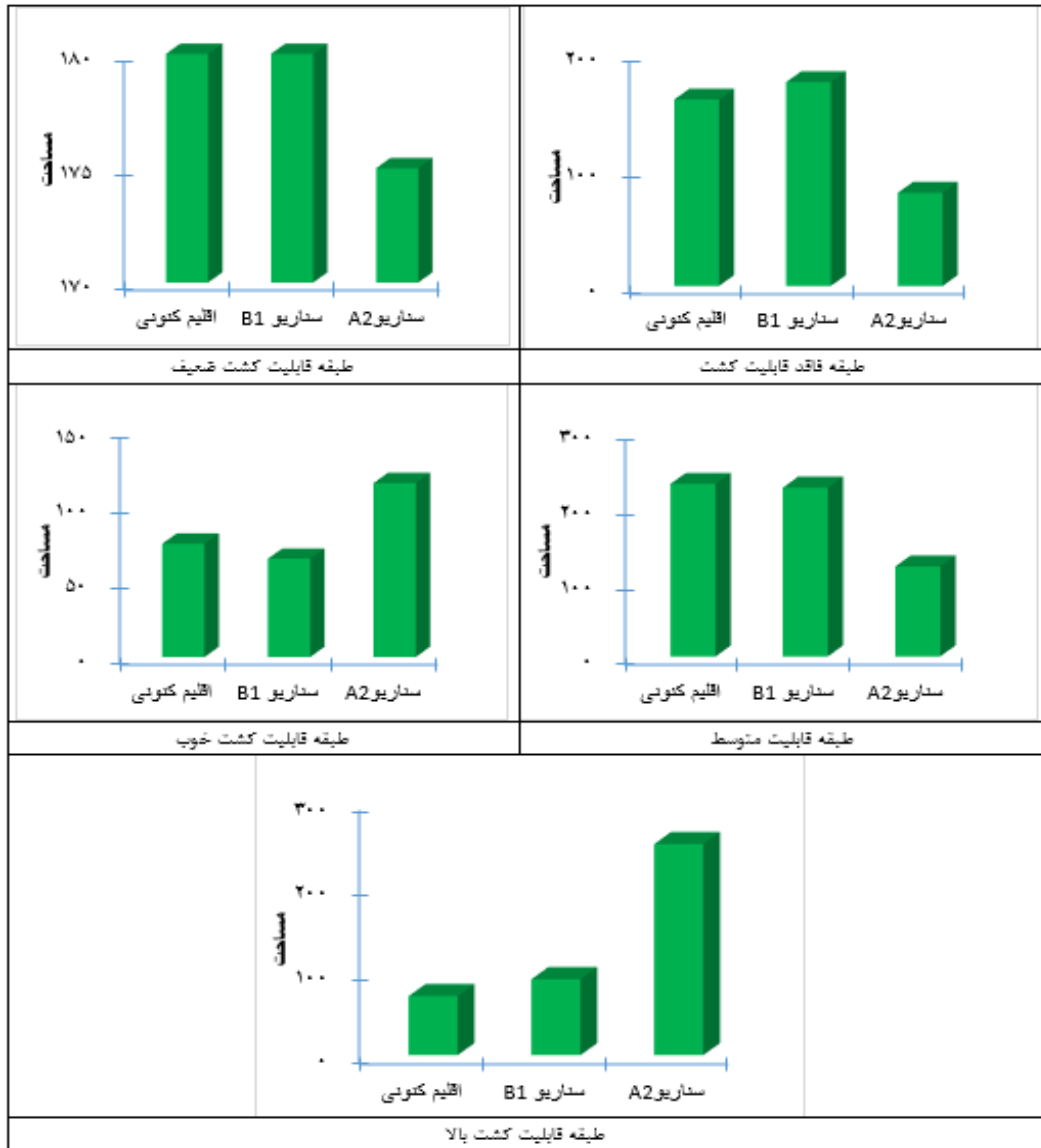 ۲۰۰
۱۰۰
۰
مساحت
اقلیم کنونی سناریو B1 سناریوA2
طبقه فاقد قابلیت کشت
۱۸۰
۱۷۵
۱۷۰
مساحت
اقلیم کنونی سناریو B1 سناریوA2
طبقه قابلیت کشت ضعیف
۳۰۰
۲۰۰
۱۰۰
۰
مساحت
اقلیم کنونی سناریو B1 سناریوA2
طبقه قابلیت متوسط
۱۵۰
۱۰۰
۵۰
۰
مساحت
اقلیم کنونی سناریو B1 سناریوA2
طبقه قابلیت کشت خوب
۳۰۰
۲۰۰
۱۰۰
۰
مساحت
اقلیم کنونی سناریو B1 سناریوA2
طبقه قابلیت کشت بالا